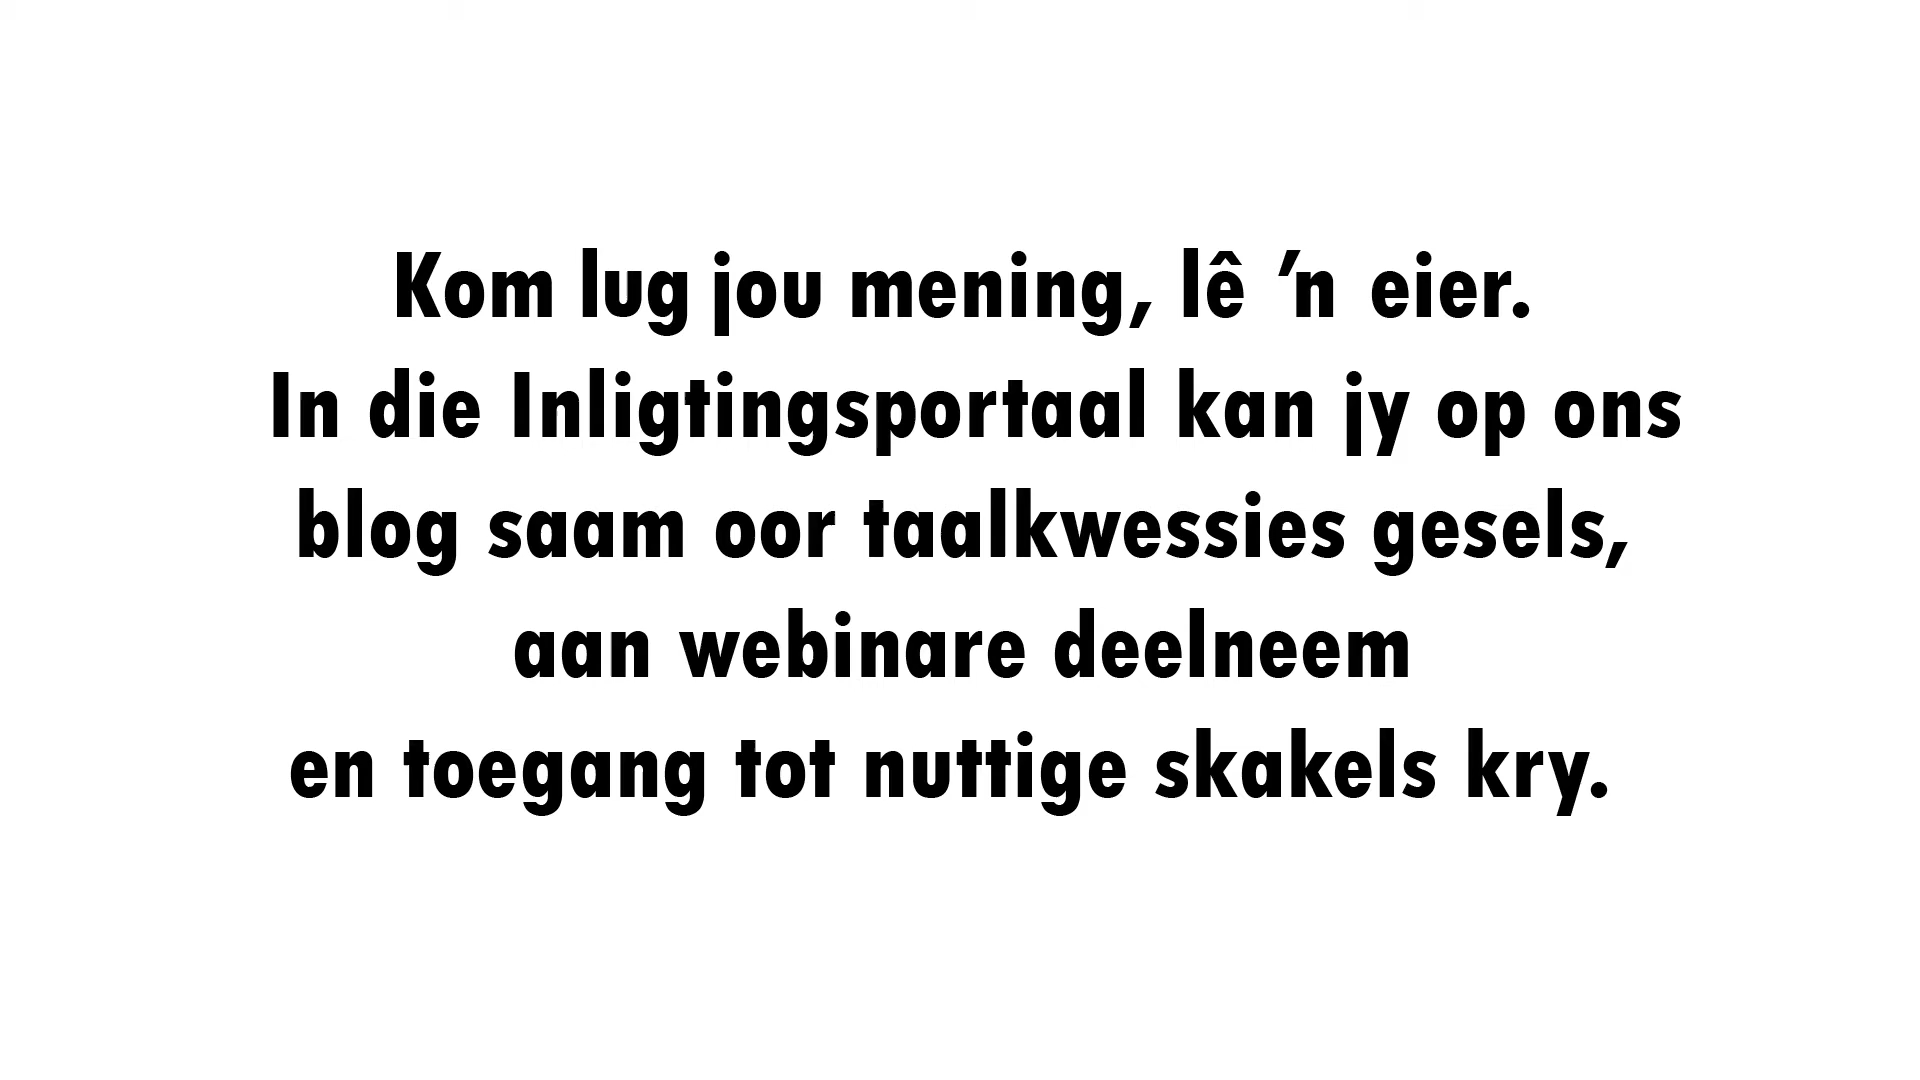 Kom lug jou mening, lê ’n eier.
In die Inligtingsportaal kan jy op ons
blog saam oor taalkwessies gesels,
aan webinare deelneem
en toegang tot nuttige skakels kry.